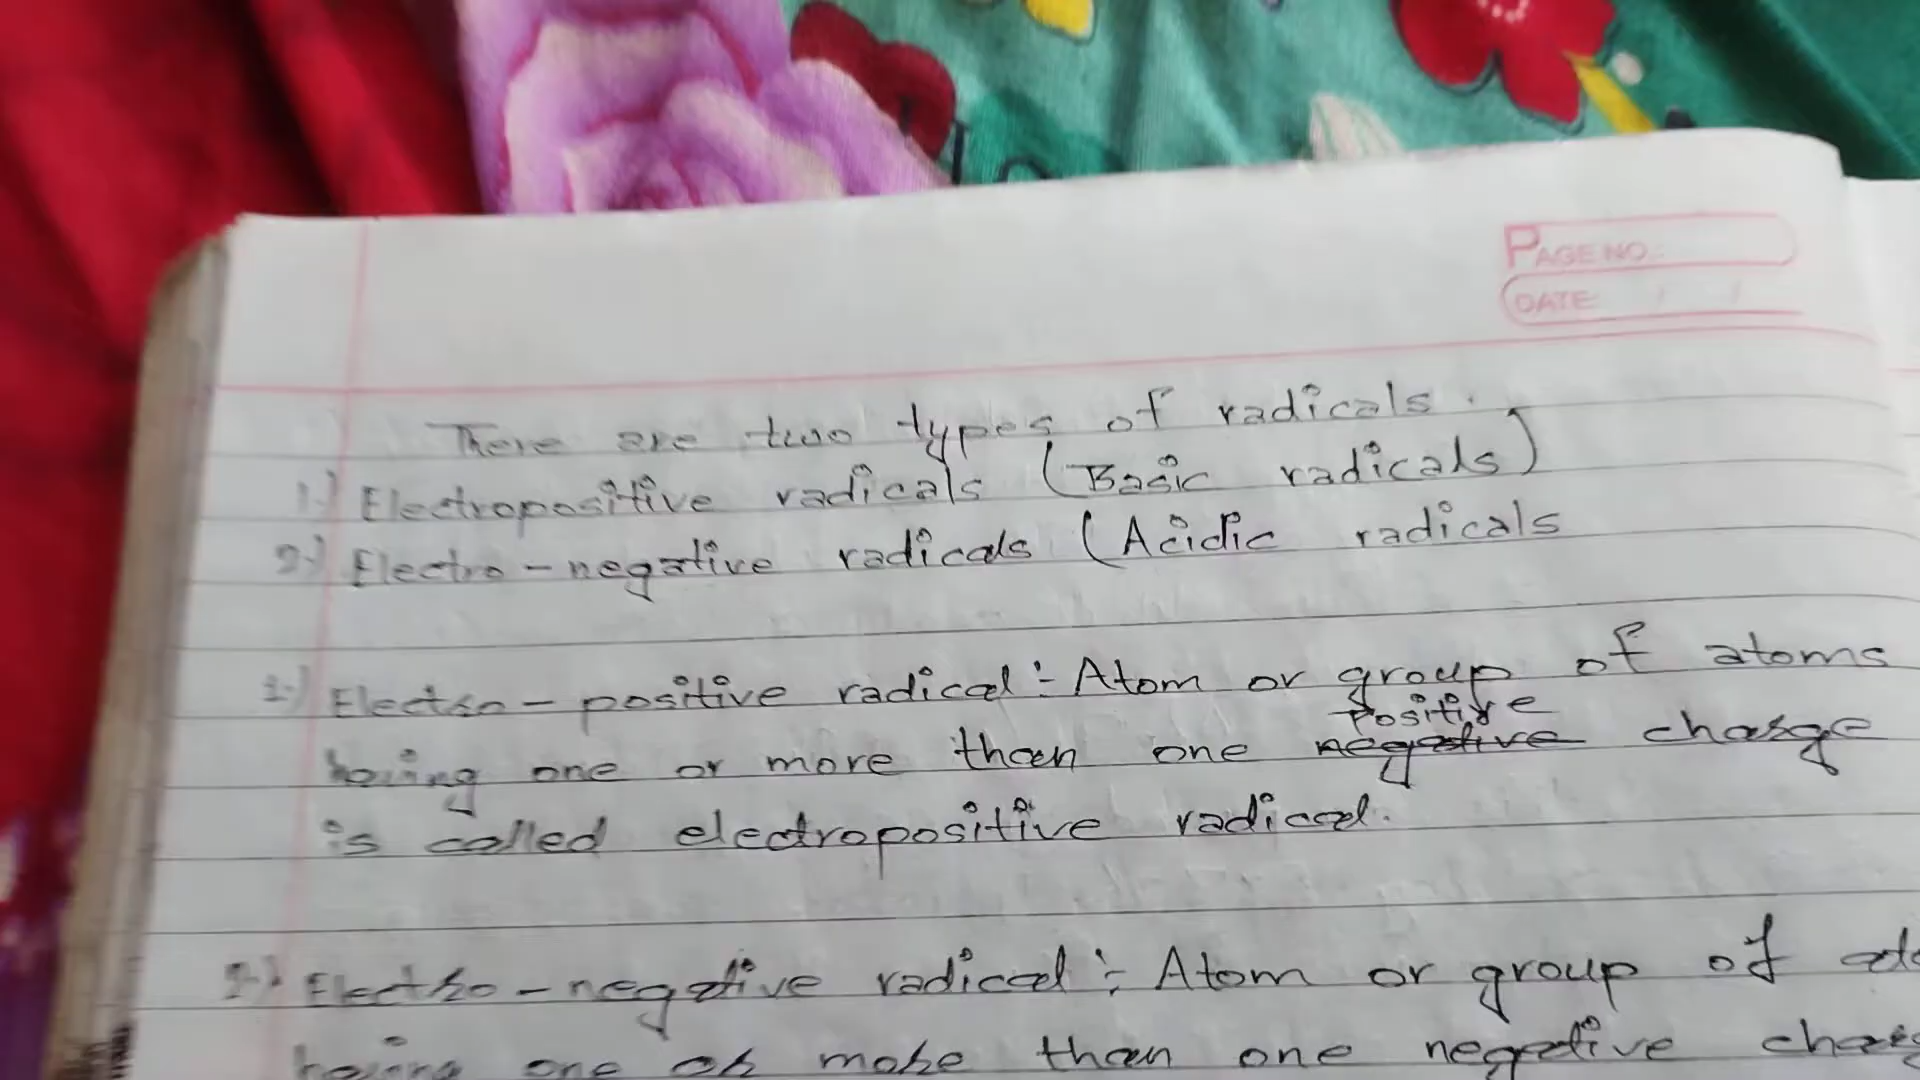 PAGE NO.:
DATE: / /
There are two types of radicals.
1.) Electropositive radicals (Basic radicals)
2.) Electro-negative radicals (Acidic radicals
1.) Electro-positive radical :- Atom or group of atoms
positive
having one or more than one negative charge
is called electropositive radical.
2.) Electro-negative radical :- Atom or group of
having one or more than one negative